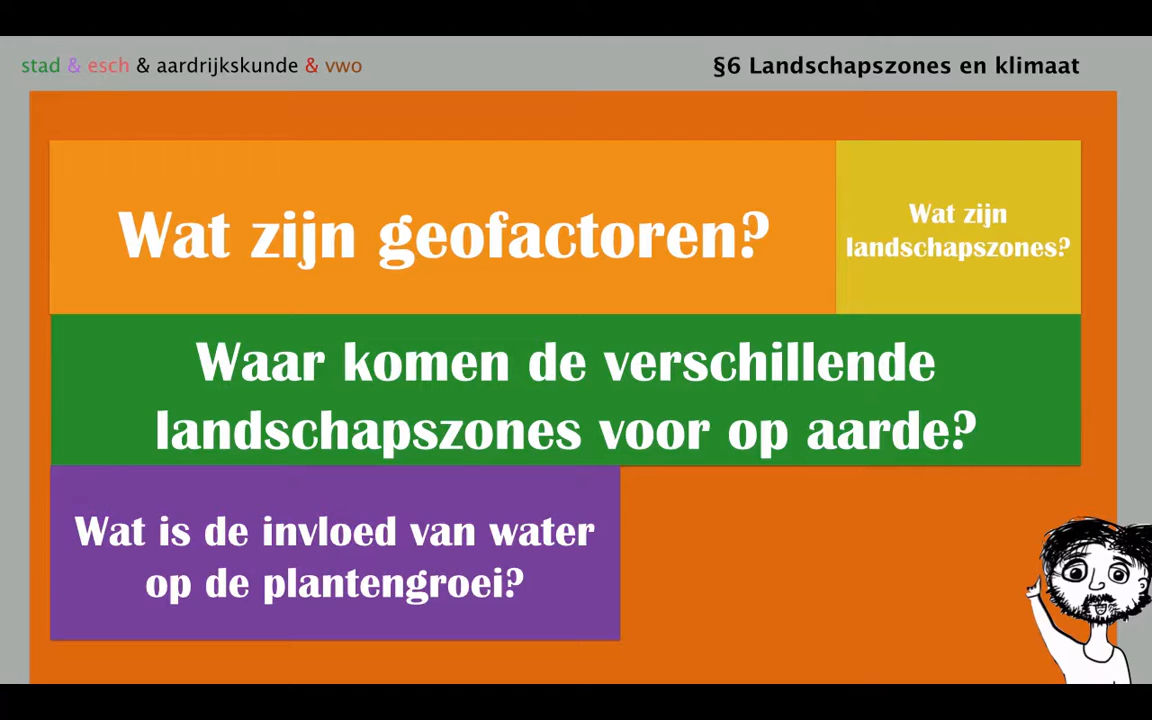 stad & esch & aardrijkskunde & vwo
§6 Landschapszones en klimaat
Wat zijn geofactoren?
Wat zijn
landschapszones?
Waar komen de verschillende
landschapszones voor op aarde?
Wat is de invloed van water
op de plantengroei?